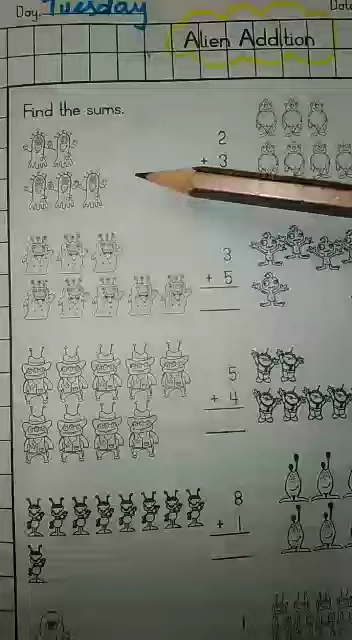 Day: Tuesday
Alien Addition
Find the sums.
2
+ 3
3
+ 5
5
+ 4
8
+ 1